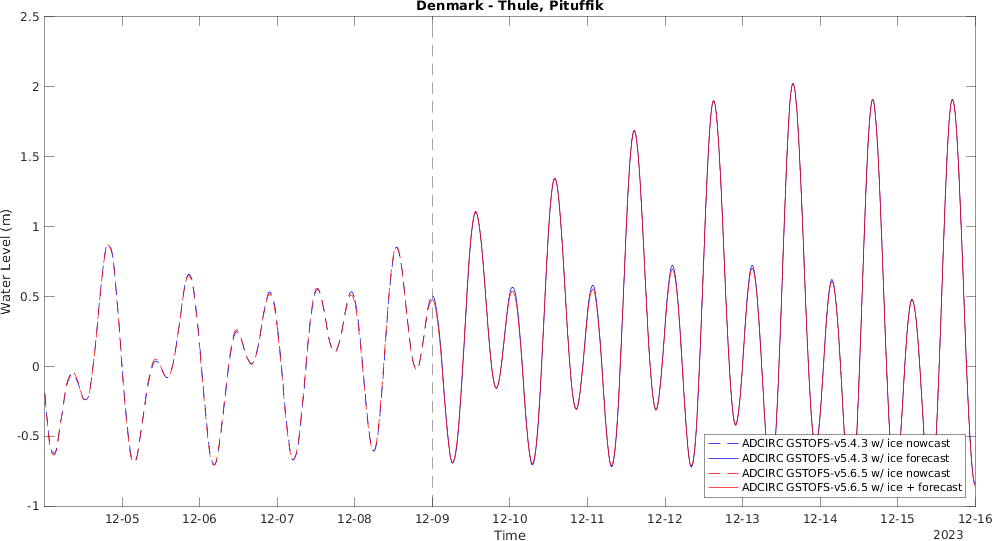 Denmark - Thule, Pituffik
2.5
2
1.5
1
0.5
0
-0.5
-1
Water Level (m)
ADCIRC GSTOFS-v5.4.3 w/ ice nowcast
ADCIRC GSTOFS-v5.4.3 w/ ice forecast
ADCIRC GSTOFS-v5.6.5 w/ ice nowcast
ADCIRC GSTOFS-v5.6.5 w/ ice + forecast
12-05 12-06 12-07 12-08 12-09 12-10 12-11 12-12 12-13 12-14 12-15 12-16
Time
2023